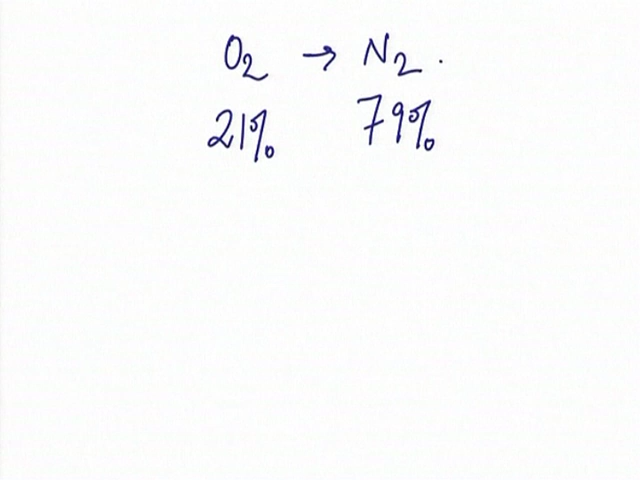 O₂ → N₂.
21% 79%